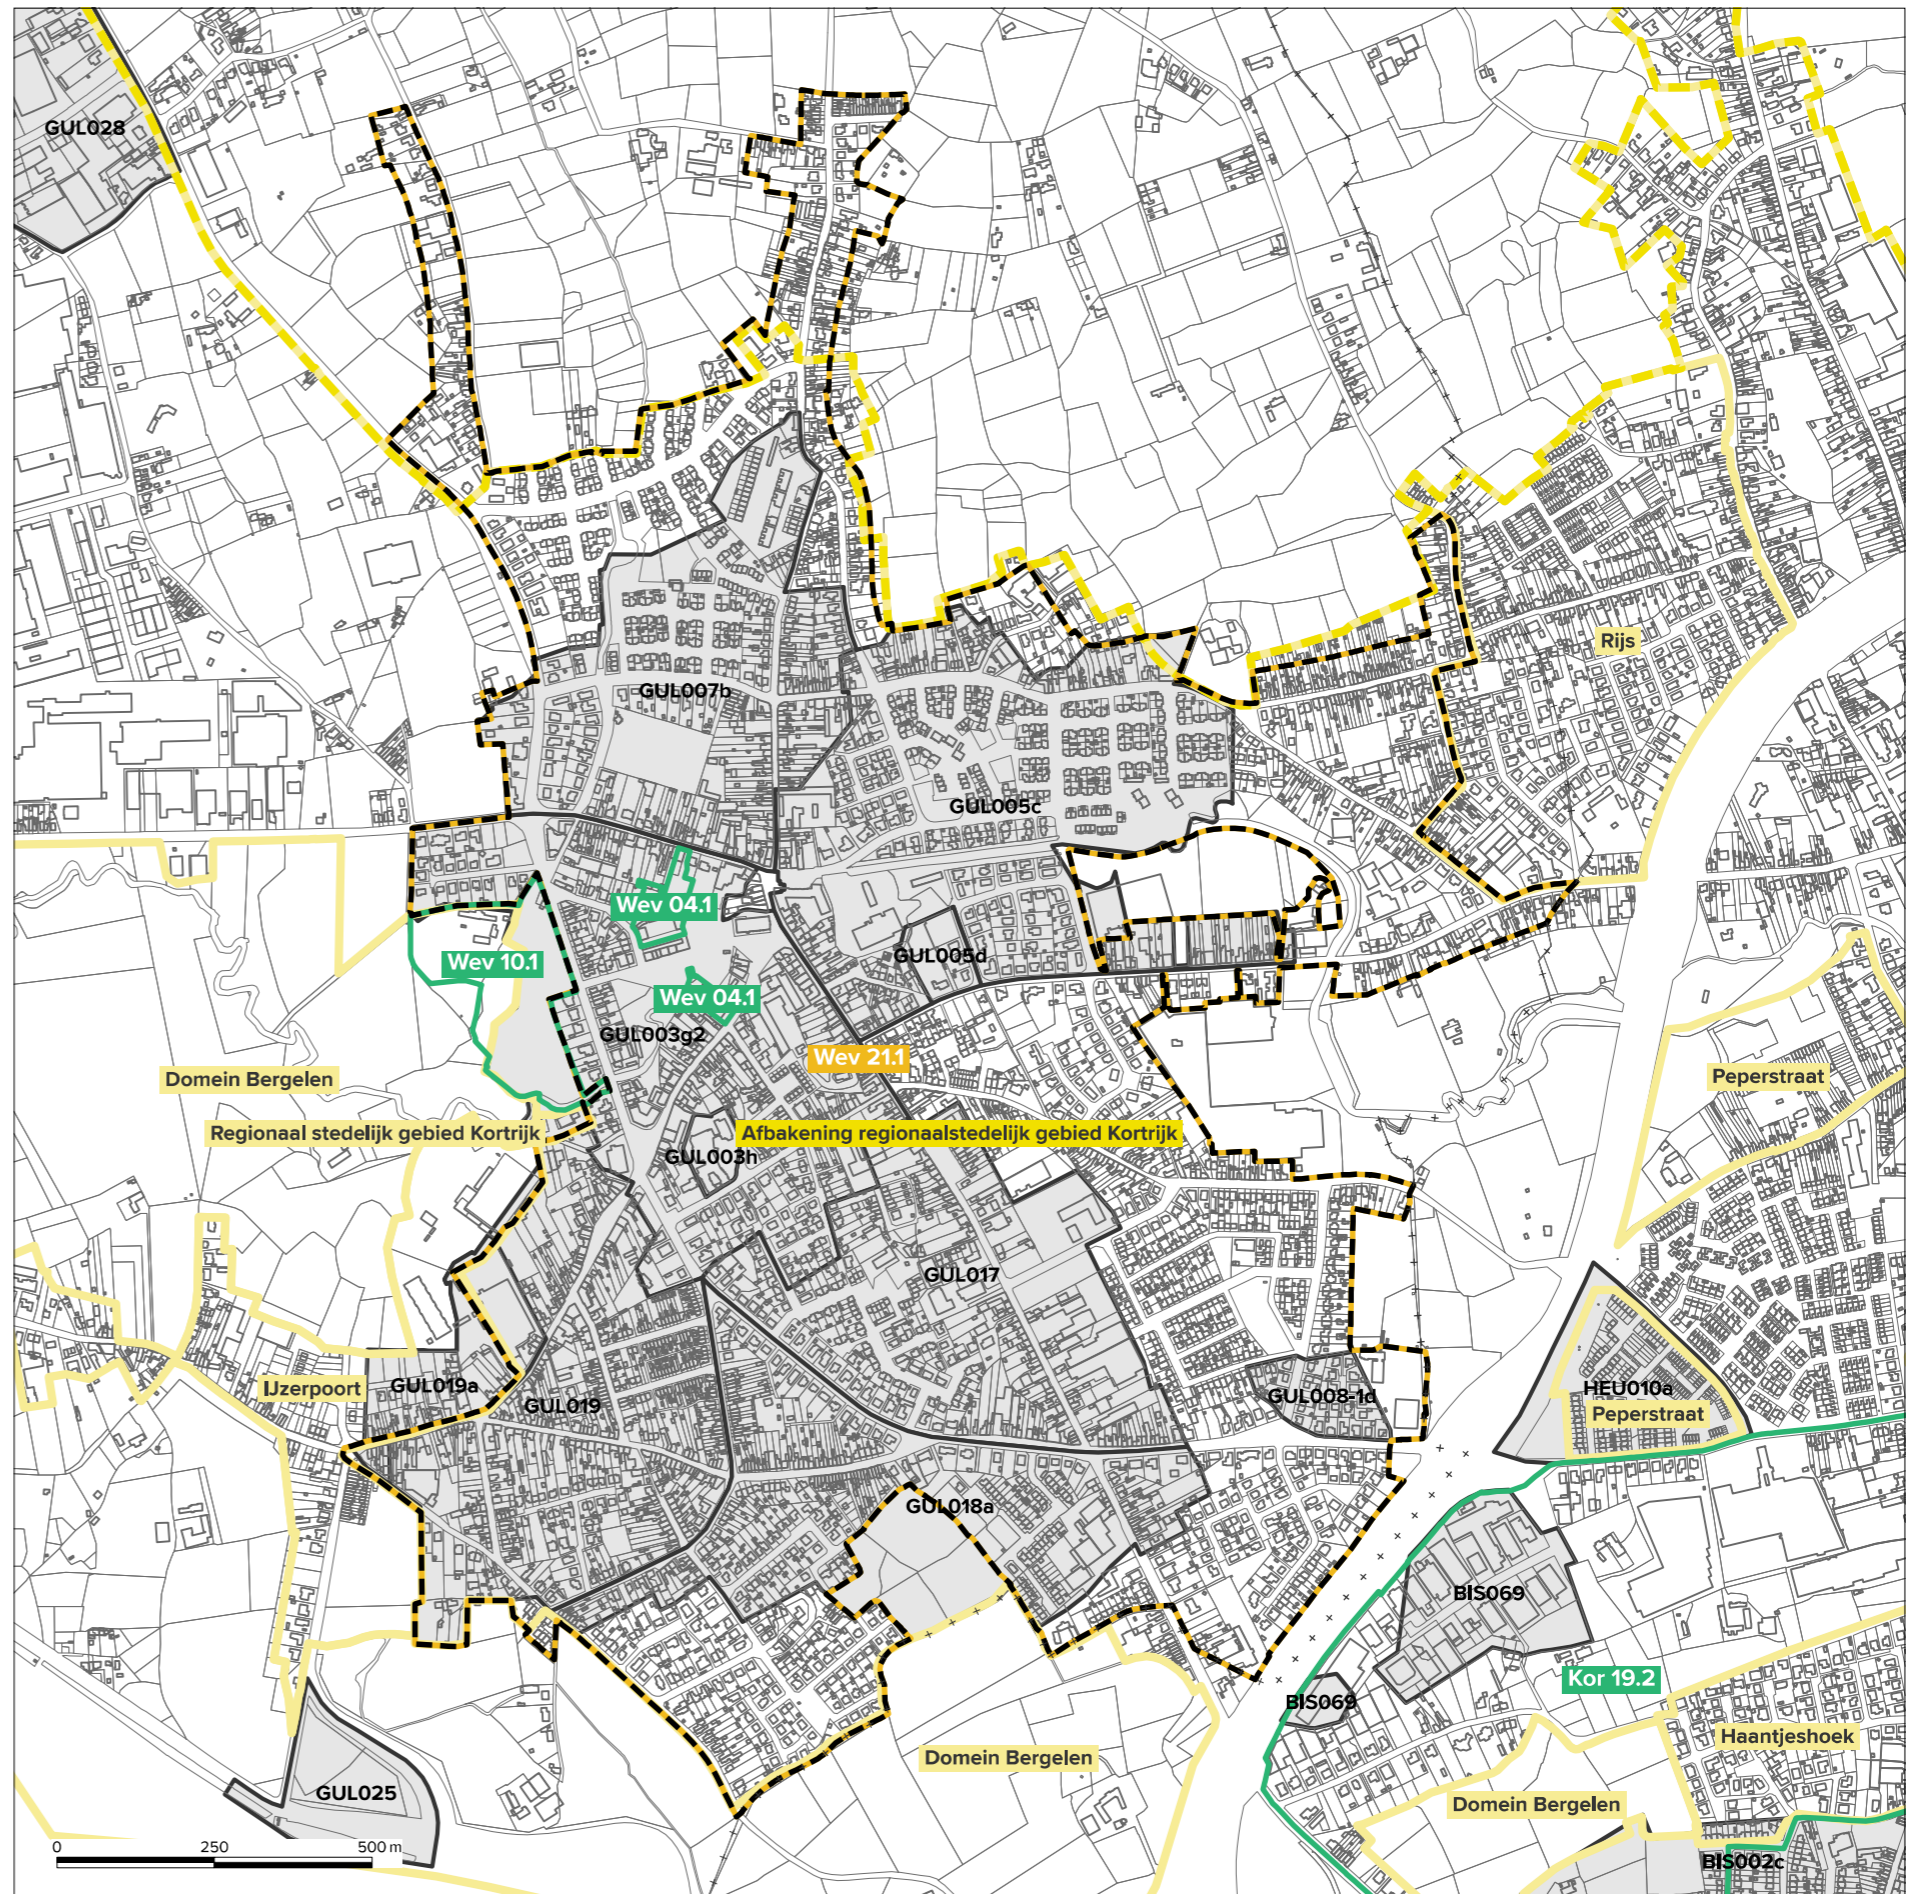 GUL028
Rijs
GUL007b
GUL005c
Wev 04.1
GUL005d
Wev 10.1
Wev 04.1
GUL003g2
Wev 21.1
Domein Bergelen
Peperstraat
Regionaal stedelijk gebied Kortrijk
Afbakening regionaalstedelijk gebied Kortrijk
GUL003h
GUL017
GUL019a
IJzerpoort
GUL019
GUL008-1d
HEU010a
Peperstraat
GUL018a
BIS069
Kor 19.2
BIS069
Haantjeshoek
Domein Bergelen
GUL025
Domein Bergelen
0 250 500 m
BIS002c